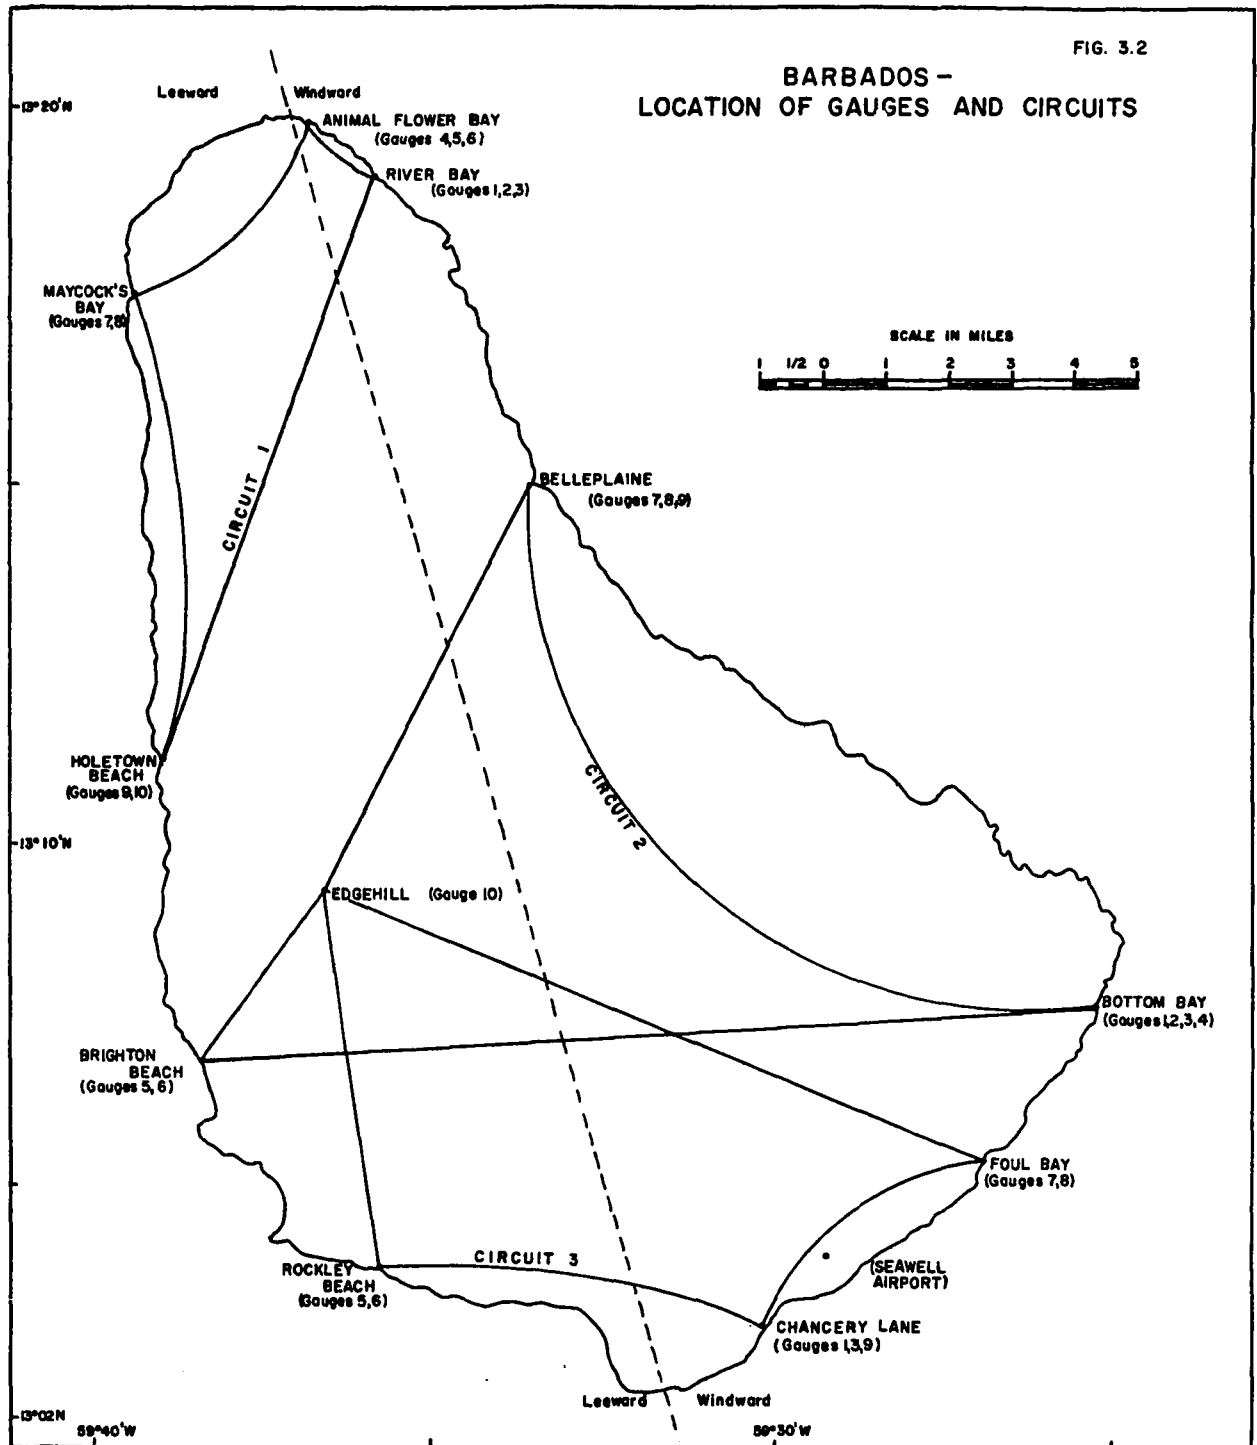 FIG. 3.2
BARBADOS –
LOCATION OF GAUGES AND CIRCUITS
Leeward Windward
13°20'N
ANIMAL FLOWER BAY
(Gauges 4,5,6)
RIVER BAY
(Gauges 1,2,3)
MAYCOCK'S
BAY
(Gauges 7,8)
SCALE IN MILES
1 1/2 0 1 2 3 4 5
CIRCUIT 1
BELLEPLAINE
(Gauges 7,8,9)
HOLETOWN
BEACH
(Gauges 9,10)
CIRCUIT 2
13°10'N
EDGEHILL (Gauge 10)
BOTTOM BAY
(Gauges 1,2,3,4)
BRIGHTON
BEACH
(Gauges 5,6)
FOUL BAY
(Gauges 7,8)
CIRCUIT 3
ROCKLEY
BEACH
(Gauges 5,6)
(SEAWELL
AIRPORT)
CHANCERY LANE
(Gauges 1,3,9)
Leeward Windward
13°02N
59°40'W 59°30'W